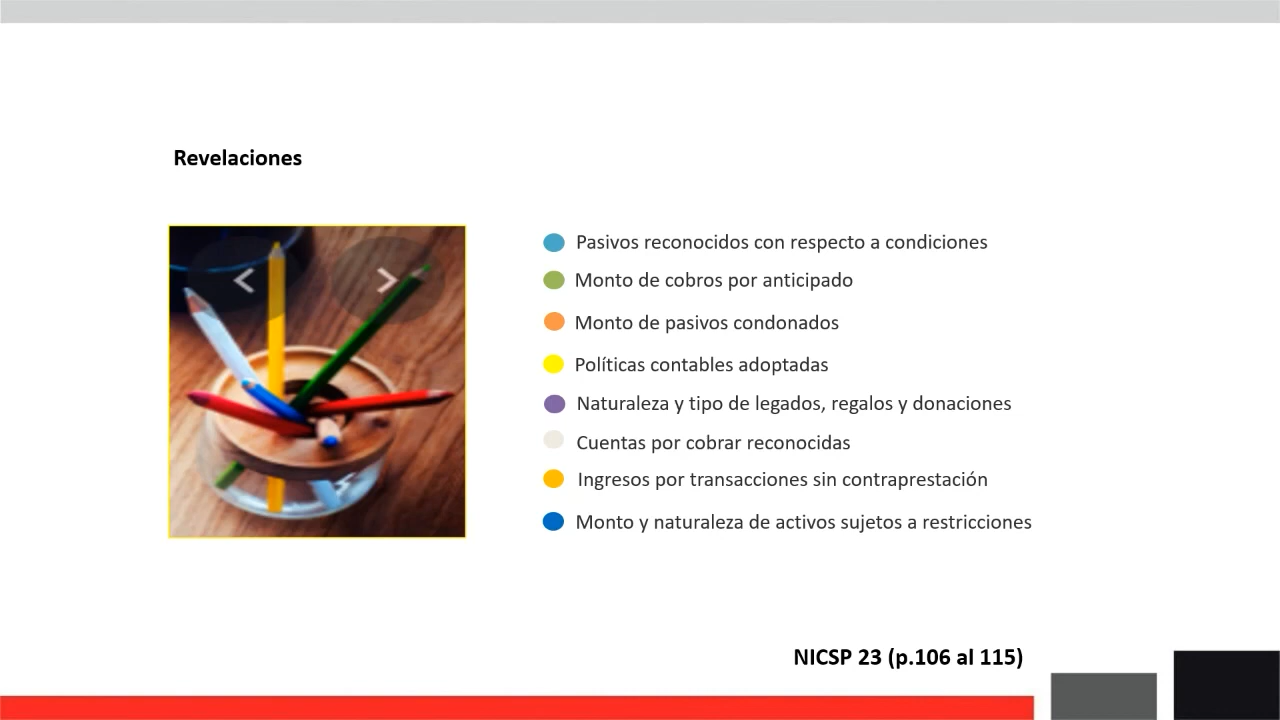 Revelaciones
Pasivos reconocidos con respecto a condiciones
Monto de cobros por anticipado
Monto de pasivos condonados
Políticas contables adoptadas
Naturaleza y tipo de legados, regalos y donaciones
Cuentas por cobrar reconocidas
Ingresos por transacciones sin contraprestación
Monto y naturaleza de activos sujetos a restricciones
NICSP 23 (p.106 al 115)